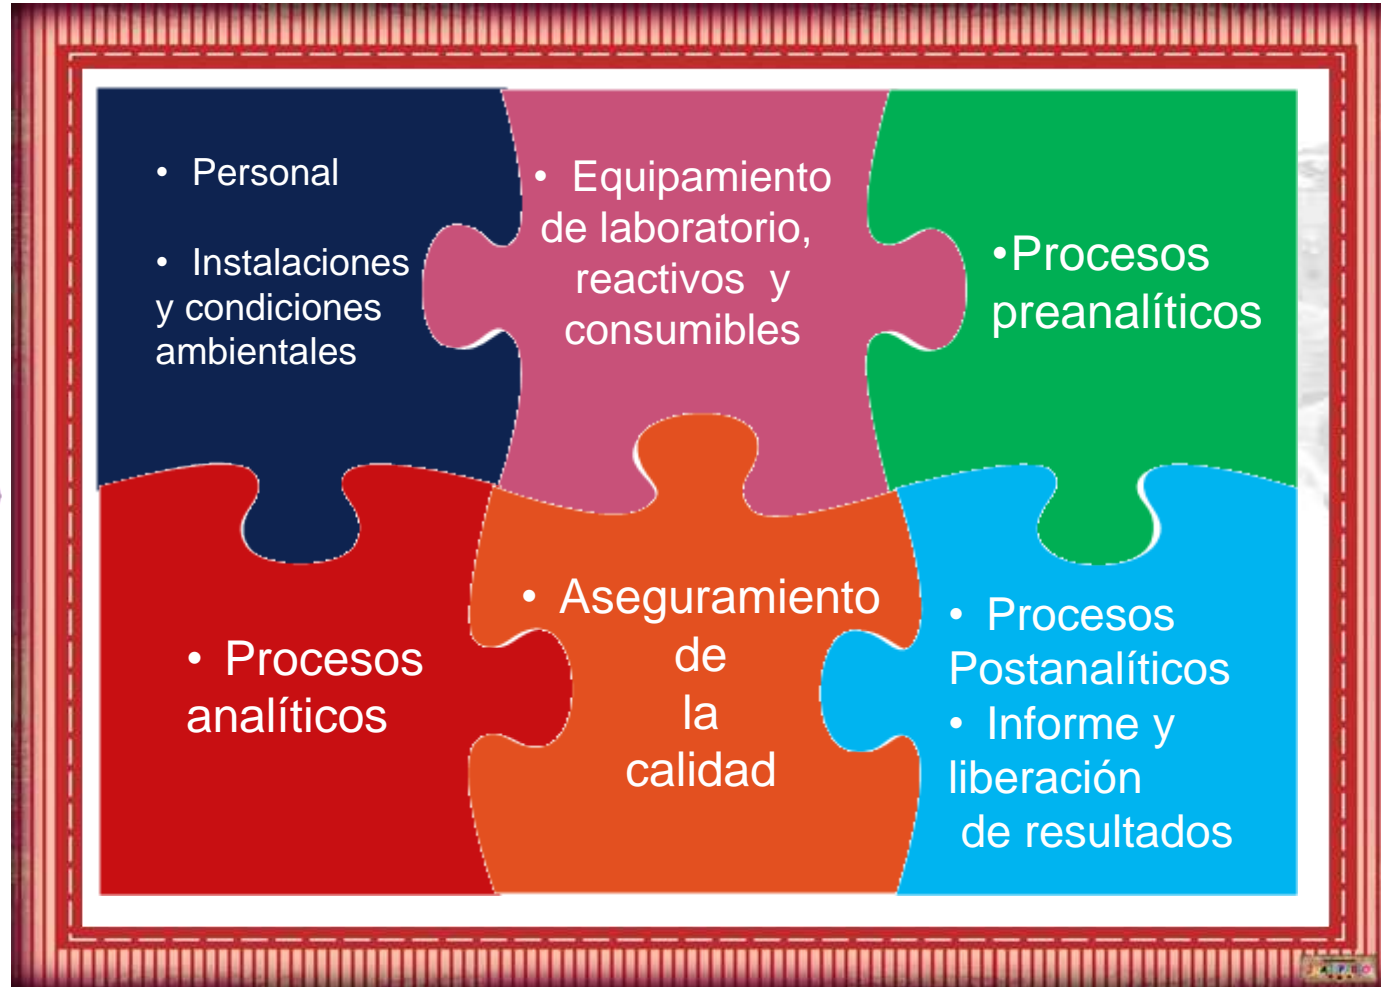 • Personal
• Instalaciones
y condiciones
ambientales
• Equipamiento
de laboratorio,
reactivos y
consumibles
•Procesos
preanalíticos
• Procesos
analíticos
• Aseguramiento
de
la
calidad
• Procesos
Postanalíticos
• Informe y
liberación
de resultados